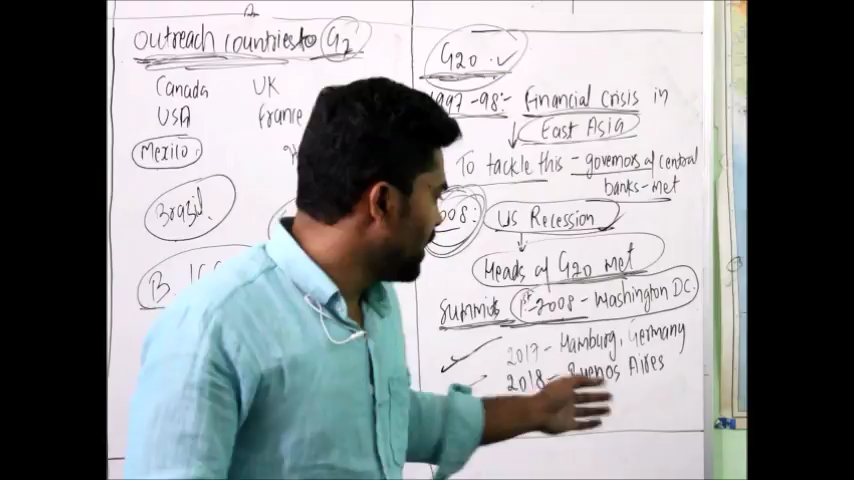 Outreach countries to G7
Canada UK
USA France
Mexico
Brazil
B
G20
1997-98:- Financial Crisis in
East Asia
To tackle this - governors of central
banks - met
2008: US Recession
Heads of G20 met
Summits 1st - 2008 - Washington DC.
2017 - Hamburg, Germany
2018 - Buenos Aires